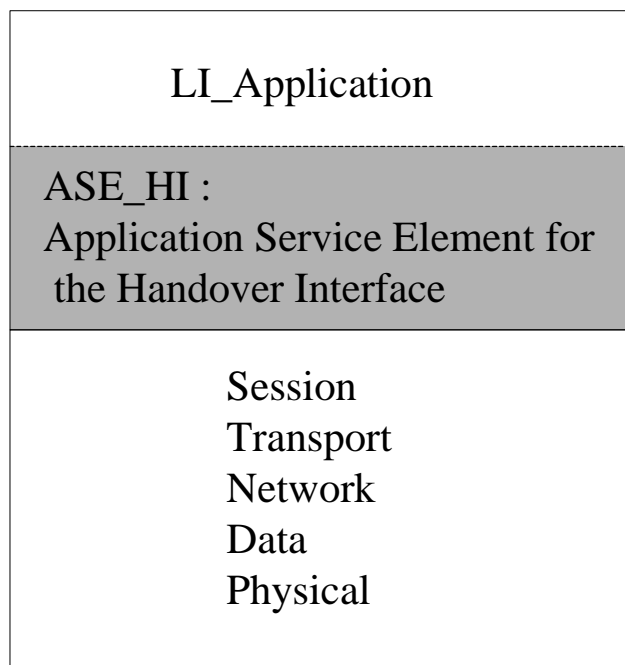 LI_Application
ASE_HI :
Application Service Element for
the Handover Interface
Session
Transport
Network
Data
Physical